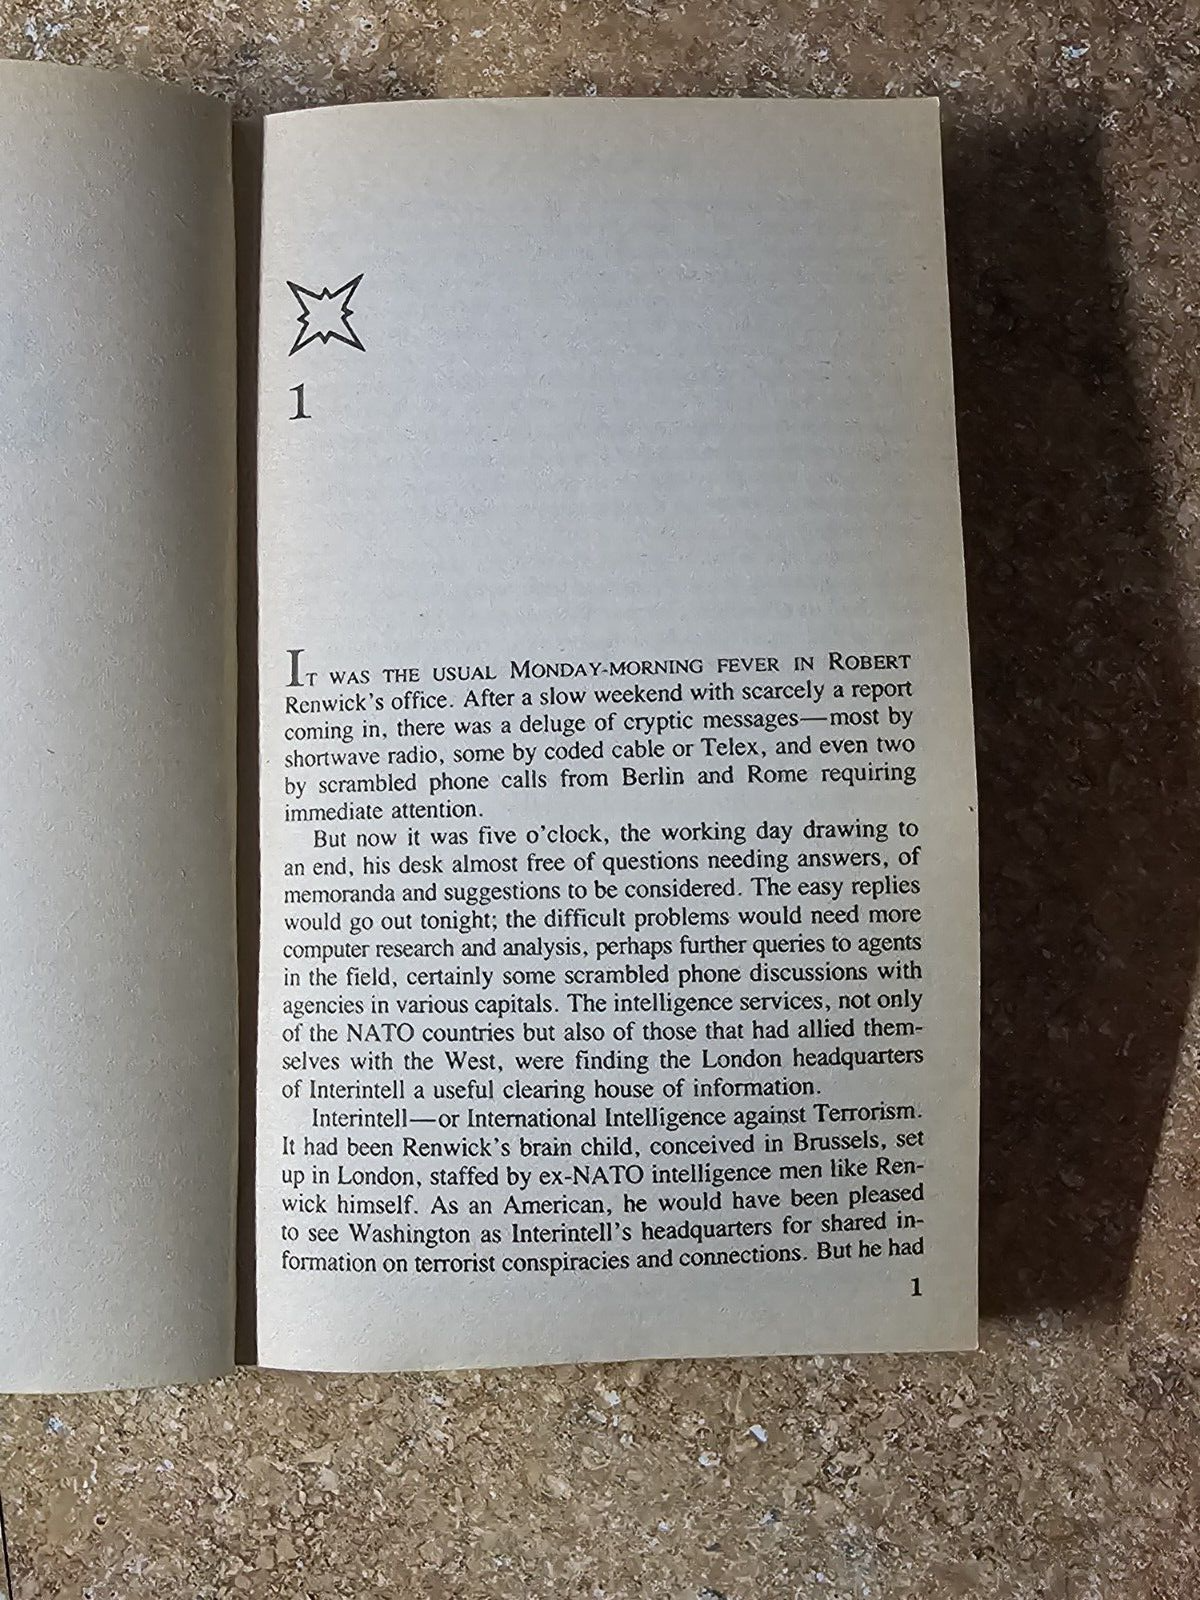 1
IT WAS THE USUAL MONDAY-MORNING FEVER IN ROBERT
Renwick's office. After a slow weekend with scarcely a report
coming in, there was a deluge of cryptic messages—most by
shortwave radio, some by coded cable or Telex, and even two
by scrambled phone calls from Berlin and Rome requiring
immediate attention.
But now it was five o'clock, the working day drawing to
an end, his desk almost free of questions needing answers, of
memoranda and suggestions to be considered. The easy replies
would go out tonight; the difficult problems would need more
computer research and analysis, perhaps further queries to agents
in the field, certainly some scrambled phone discussions with
agencies in various capitals. The intelligence services, not only
of the NATO countries but also of those that had allied them-
selves with the West, were finding the London headquarters
of Interintell a useful clearing house of information.
Interintell—or International Intelligence against Terrorism.
It had been Renwick's brain child, conceived in Brussels, set
up in London, staffed by ex-NATO intelligence men like Ren-
wick himself. As an American, he would have been pleased
to see Washington as Interintell's headquarters for shared in-
formation on terrorist conspiracies and connections. But he had
1